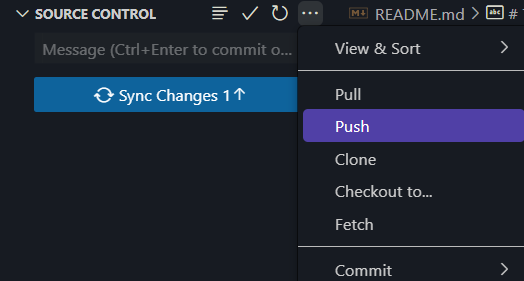 SOURCE CONTROL
README.md > #
Message (Ctrl+Enter to commit o...
Sync Changes 1↑
View & Sort
Pull
Push
Clone
Checkout to...
Fetch
Commit